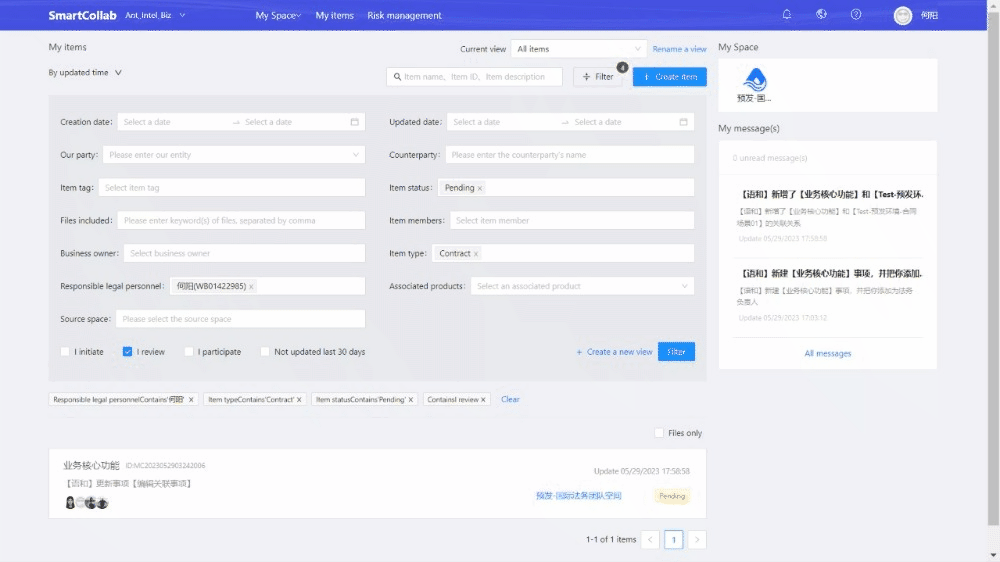 SmartCollab Ant_Intel_Biz My Space My items Risk management 何阳
My items
Current view All items Rename a view
By updated time
Item name, Item ID, Item description Filter 4 + Create item
Creation date: Select a date → Select a date
Updated date: Select a date → Select a date
Our party: Please enter our entity
Counterparty: Please enter the counterparty's name
Item tag: Select item tag
Item status: Pending x
Files included: Please enter keyword(s) of files, separated by comma
Item members: Select item member
Business owner: Select business owner
Item type: Contract x
Responsible legal personnel: 何阳(WB01422985) x
Associated products: Select an associated product
Source space: Please select the source space
I initiate I review I participate Not updated last 30 days + Create a new view Filter
Responsible legal personnelContains'何阳' x Item typeContains'Contract' x Item statusContains'Pending' x ContainsI review x Clear
Files only
业务核心功能 ID:MC2023052903242006
Update 05/29/2023 17:58:58
【语和】更新事项【编辑关联事项】
预发-国际法务团队空间 Pending
1-1 of 1 items < 1 >
My Space
预发-国...
My message(s)
0 unread message(s)
【语和】新增了【业务核心功能】和【Test-预发环.
【语和】新增了【业务核心功能】和【Test-预发环境-合同
场景01】的关联关系
Update 05/29/2023 17:58:58
【语和】新建【业务核心功能】事项，并把你添加.
【语和】新建【业务核心功能】事项，并把你添加为法务
负责人
Update 05/29/2023 17:03:12
All messages